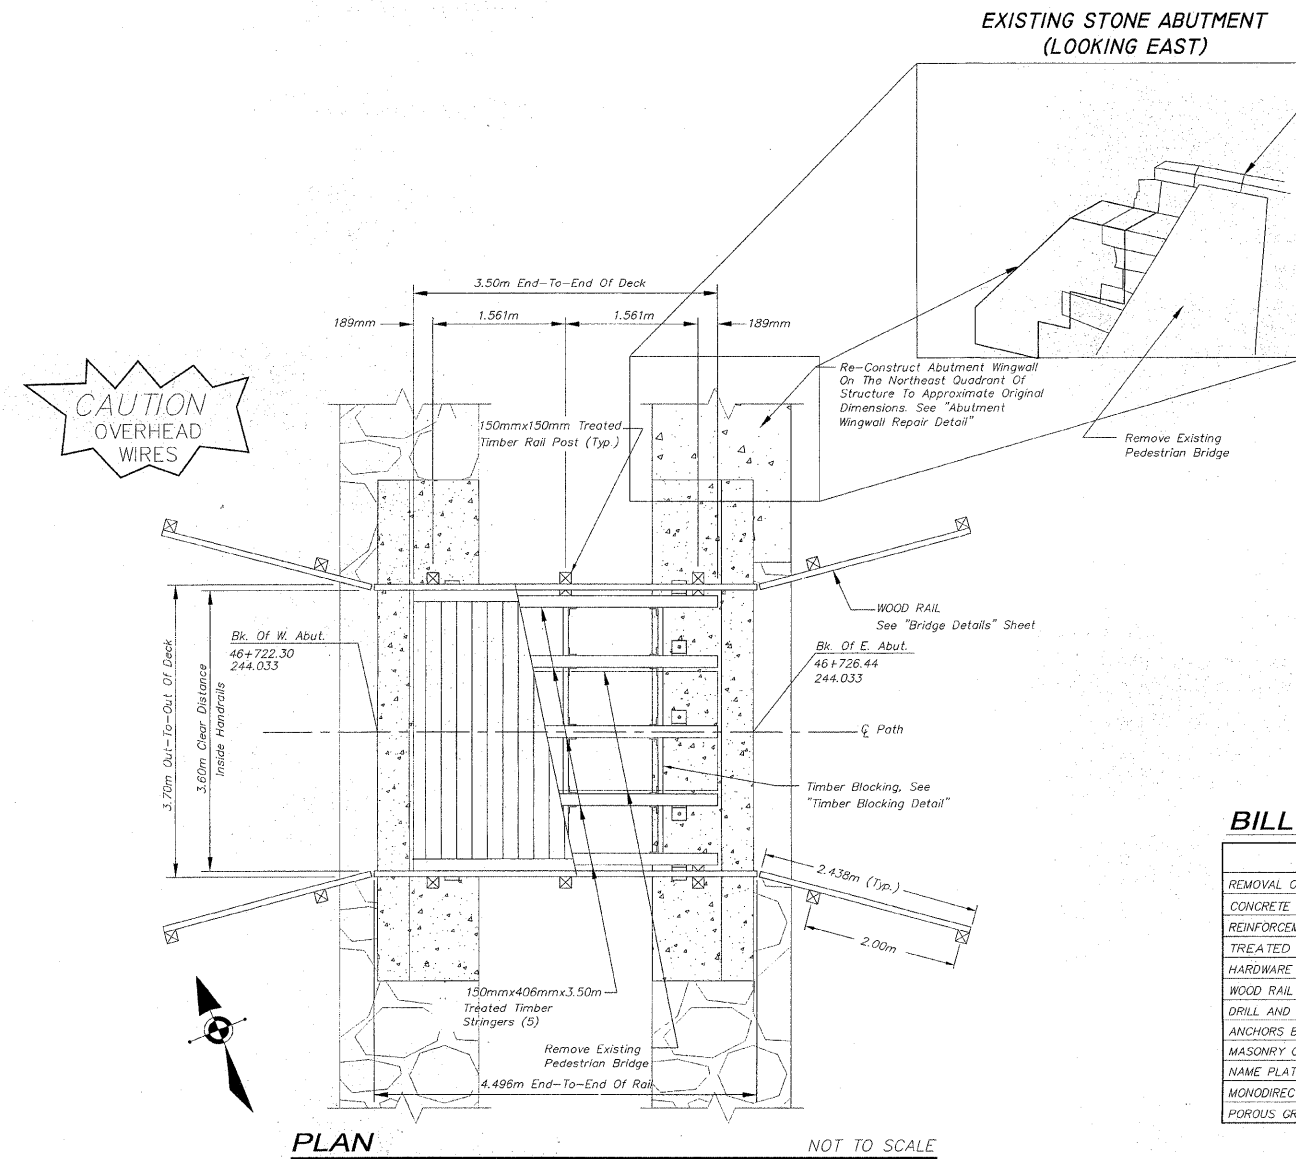 EXISTING STONE ABUTMENT
(LOOKING EAST)
3.50m End-To-End Of Deck
189mm
1.561m
1.561m
189mm
CAUTION
OVERHEAD
WIRES
150mmx150mm Treated
Timber Rail Post (Typ.)
Re-Construct Abutment Wingwall
On The Northeast Quadrant Of
Structure To Approximate Original
Dimensions. See "Abutment
Wingwall Repair Detail"
Remove Existing
Pedestrian Bridge
WOOD RAIL
See "Bridge Details" Sheet
Bk. Of W. Abut.
46+722.30
244.033
Bk. Of E. Abut.
46+726.44
244.033
3.70m Out-To-Out Of Deck
3.60m Clear Distance
Inside Handrails
℄ Path
Timber Blocking, See
"Timber Blocking Detail"
2.438m (Typ.)
2.00m
150mmx406mmx3.50m
Treated Timber
Stringers (5)
Remove Existing
Pedestrian Bridge
4.496m End-To-End Of Rail
PLAN
NOT TO SCALE
BILL
REMOVAL O
CONCRETE
REINFORCEM
TREATED
HARDWARE
WOOD RAIL
DRILL AND
ANCHORS B
MASONRY C
NAME PLAT
MONODIREC
POROUS GR